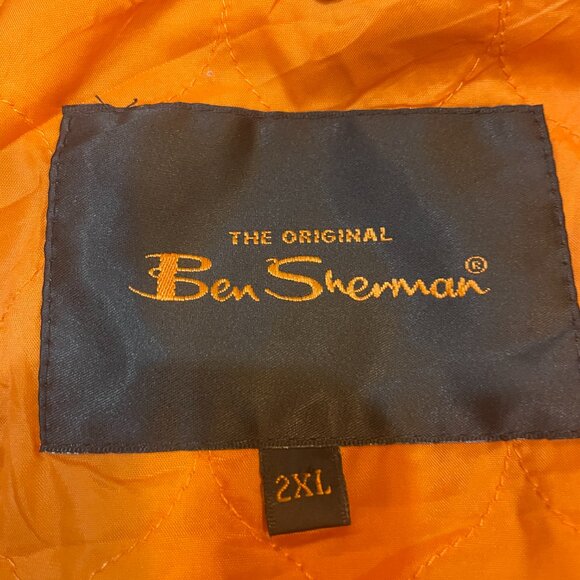 THE ORIGINAL
Ben Sherman®
2XL